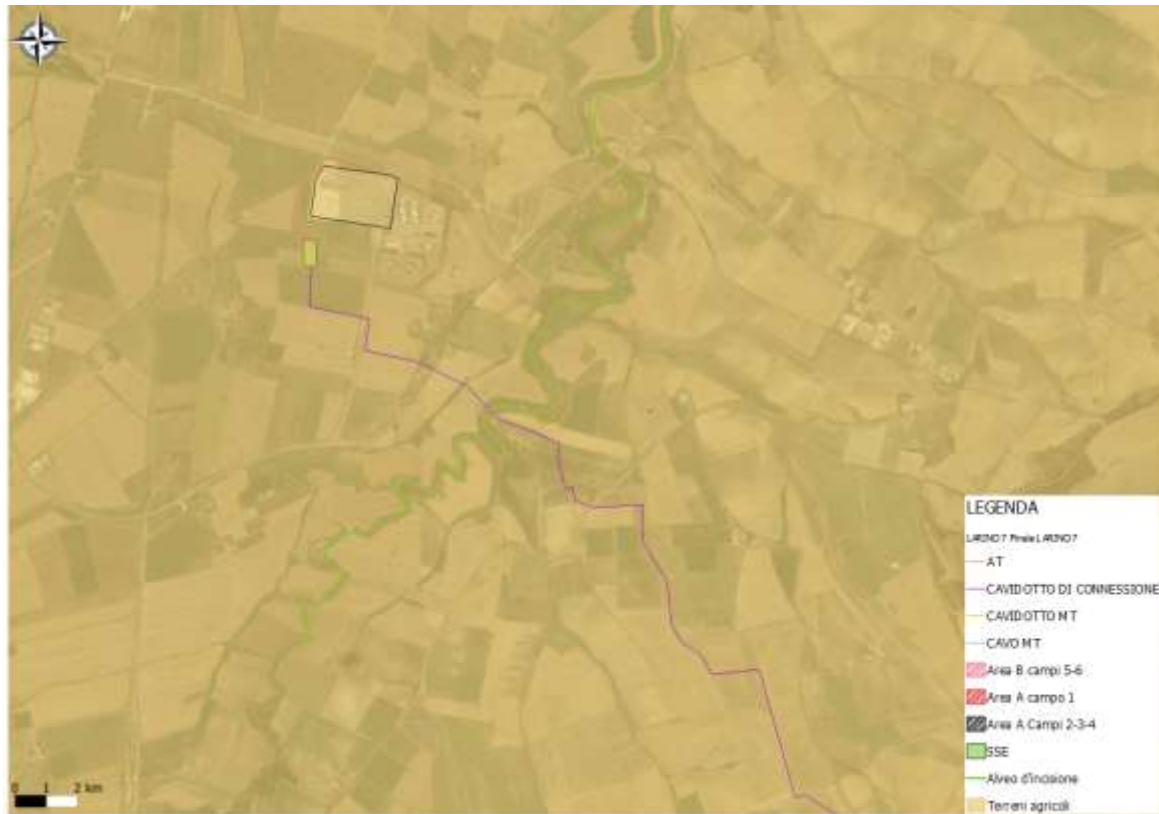 LEGENDA
AT
CAVIDOTTO DI CONNESSIONE
CAVIDOTTO MT
CAVO MT
Area B campi 5-6
Area A campo 1
Area A Campi 2-3-4
SSE
Alveo d'incisione
Terreni agricoli
0 1 2 km